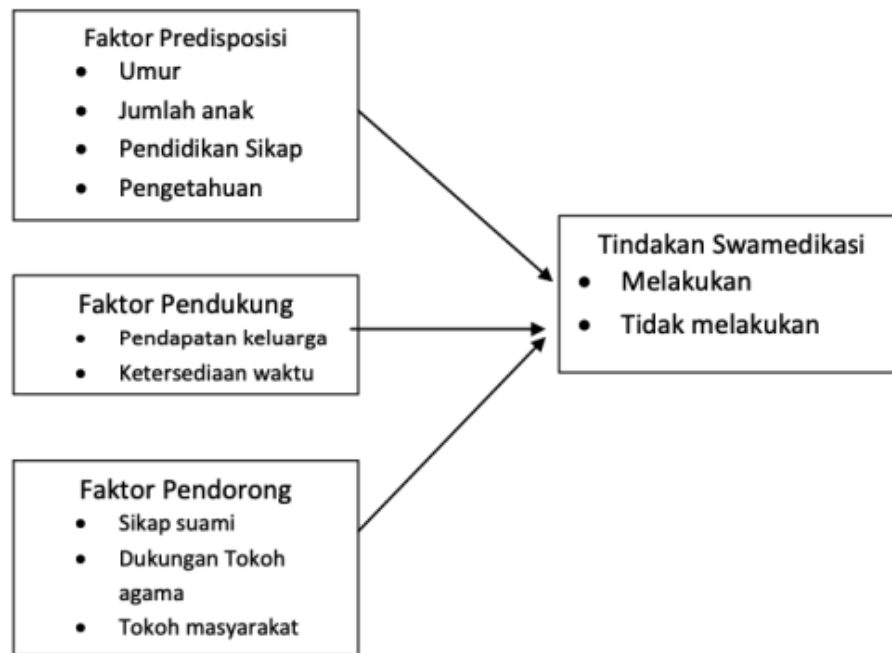 Faktor Predisposisi
• Umur
• Jumlah anak
• Pendidikan Sikap
• Pengetahuan
Faktor Pendukung
• Pendapatan keluarga
• Ketersediaan waktu
Faktor Pendorong
• Sikap suami
• Dukungan Tokoh
agama
• Tokoh masyarakat
Tindakan Swamedikasi
• Melakukan
• Tidak melakukan